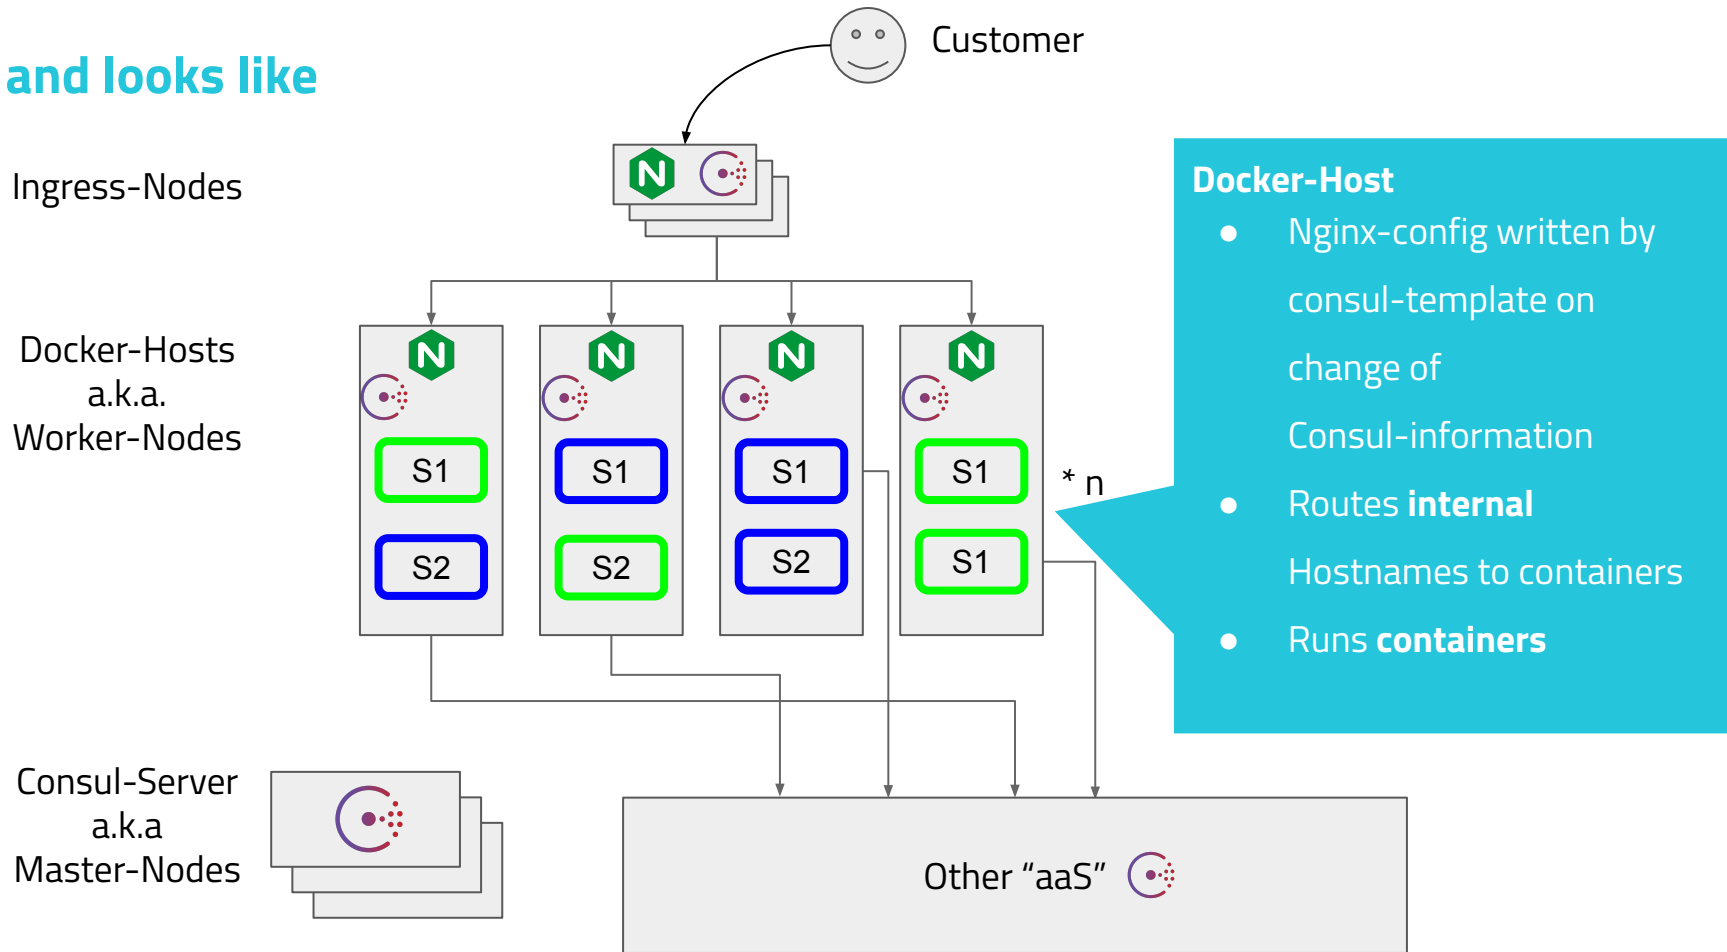 and looks like
Customer
Ingress-Nodes
N
Docker-Hosts
a.k.a.
Worker-Nodes
N
N
N
N
S1
S1
S1
S1
S2
S2
S2
S1
* n
Docker-Host
● Nginx-config written by
consul-template on
change of
Consul-information
● Routes internal
Hostnames to containers
● Runs containers
Consul-Server
a.k.a
Master-Nodes
Other “aaS”